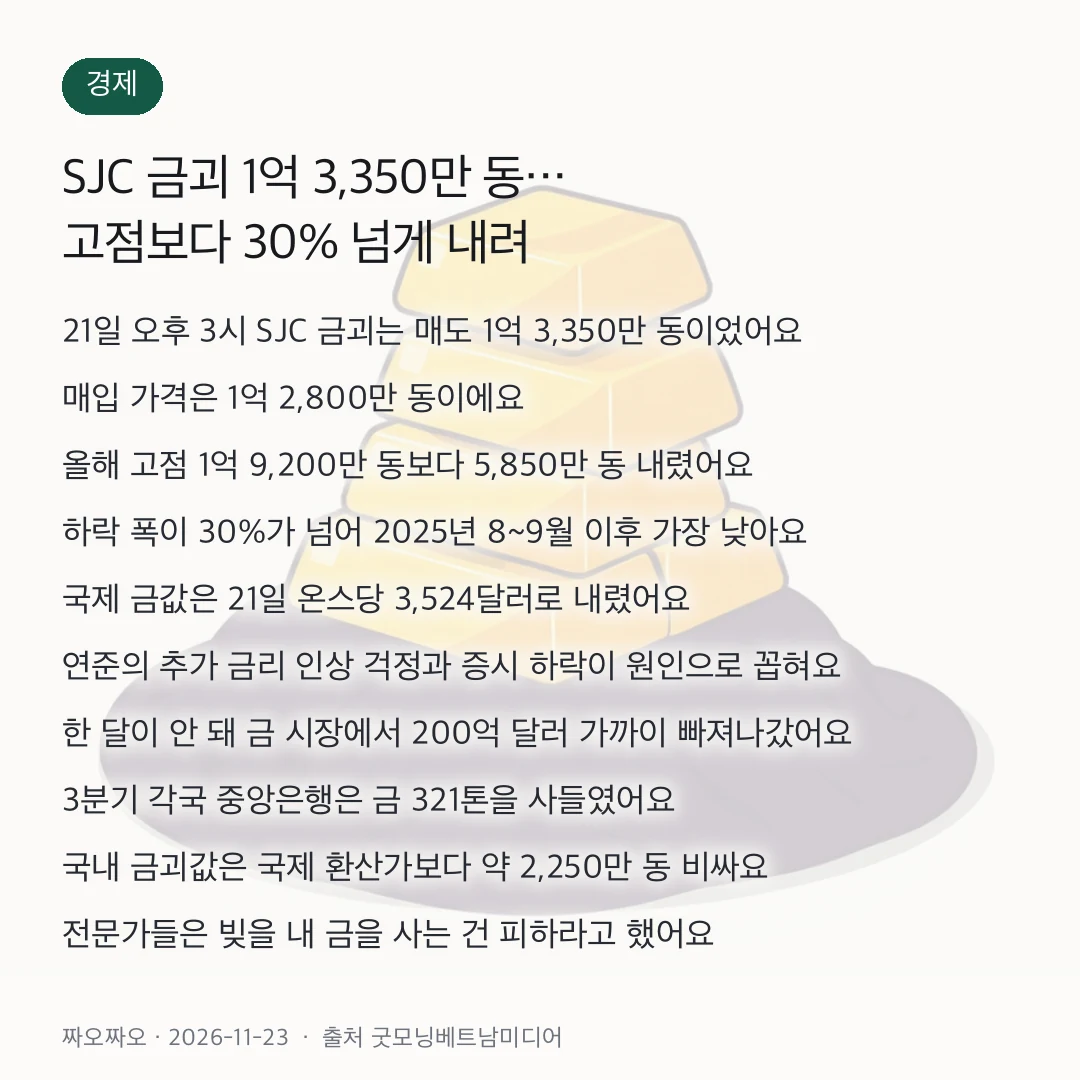 경제
SJC 금괴 1억 3,350만 동…
고점보다 30% 넘게 내려
21일 오후 3시 SJC 금괴는 매도 1억 3,350만 동이었어요
매입 가격은 1억 2,800만 동이에요
올해 고점 1억 9,200만 동보다 5,850만 동 내렸어요
하락 폭이 30%가 넘어 2025년 8~9월 이후 가장 낮아요
국제 금값은 21일 온스당 3,524달러로 내렸어요
연준의 추가 금리 인상 걱정과 증시 하락이 원인으로 꼽혀요
한 달이 안 돼 금 시장에서 200억 달러 가까이 빠져나갔어요
3분기 각국 중앙은행은 금 321톤을 사들였어요
국내 금괴값은 국제 환산가보다 약 2,250만 동 비싸요
전문가들은 빚을 내 금을 사는 건 피하라고 했어요
짜오짜오 · 2026-11-23 · 출처 굿모닝베트남미디어